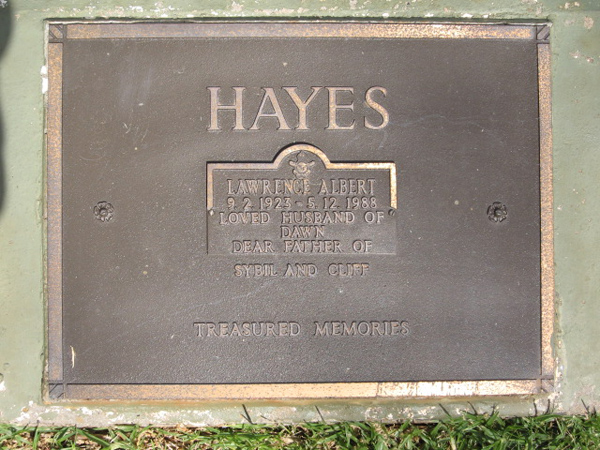 HAYES
LAWRENCE ALBERT
9.2.1923 - 5.12.1988
LOVED HUSBAND OF
DAWN
DEAR FATHER OF
SYBIL AND CLIFF
TREASURED MEMORIES